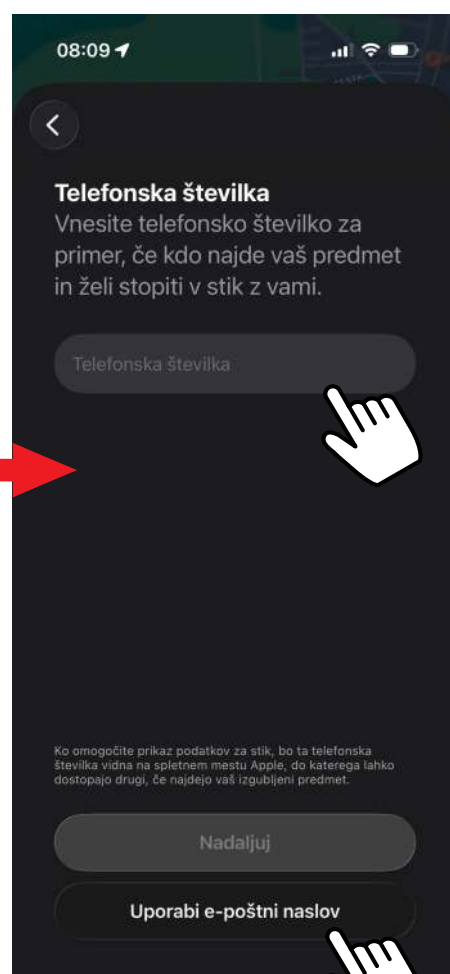 08:09
Telefonska številka
Vnesite telefonsko številko za
primer, če kdo najde vaš predmet
in želi stopiti v stik z vami.
Telefonska številka
Ko omogočite prikaz podatkov za stik, bo ta telefonska
številka vidna na spletnem mestu Apple, do katerega lahko
dostopajo drugi, če najdejo vaš izgubljeni predmet.
Nadaljuj
Uporabi e-poštni naslov